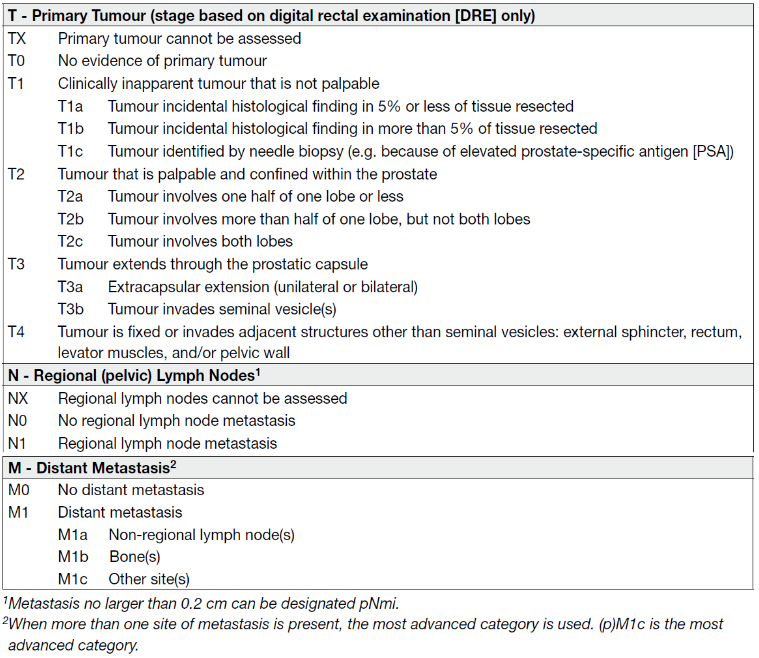 T - Primary Tumour (stage based on digital rectal examination [DRE] only)
TX Primary tumour cannot be assessed
T0 No evidence of primary tumour
T1 Clinically inapparent tumour that is not palpable
T1a Tumour incidental histological finding in 5% or less of tissue resected
T1b Tumour incidental histological finding in more than 5% of tissue resected
T1c Tumour identified by needle biopsy (e.g. because of elevated prostate-specific antigen [PSA])
T2 Tumour that is palpable and confined within the prostate
T2a Tumour involves one half of one lobe or less
T2b Tumour involves more than half of one lobe, but not both lobes
T2c Tumour involves both lobes
T3 Tumour extends through the prostatic capsule
T3a Extracapsular extension (unilateral or bilateral)
T3b Tumour invades seminal vesicle(s)
T4 Tumour is fixed or invades adjacent structures other than seminal vesicles: external sphincter, rectum,
levator muscles, and/or pelvic wall
N - Regional (pelvic) Lymph Nodes1
NX Regional lymph nodes cannot be assessed
N0 No regional lymph node metastasis
N1 Regional lymph node metastasis
M - Distant Metastasis2
M0 No distant metastasis
M1 Distant metastasis
M1a Non-regional lymph node(s)
M1b Bone(s)
M1c Other site(s)
1Metastasis no larger than 0.2 cm can be designated pNmi.
2When more than one site of metastasis is present, the most advanced category is used. (p)M1c is the most
advanced category.